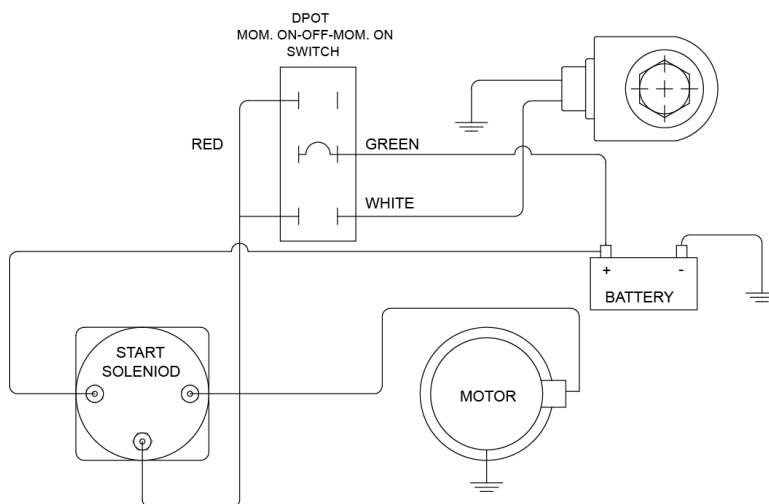 DPOT
MOM. ON-OFF-MOM. ON
SWITCH
RED
GREEN
WHITE
+ -
BATTERY
START
SOLENIOD
MOTOR